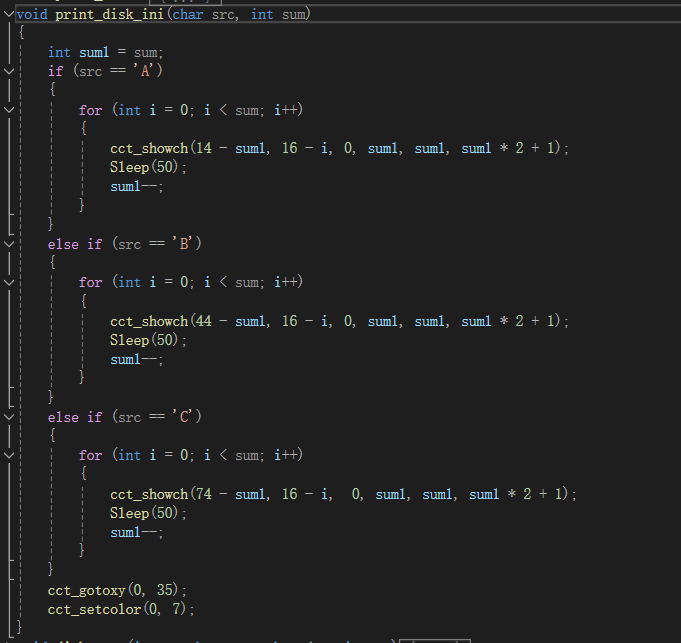 void print_disk_ini(char src, int sum)
{
    int sum1 = sum;
    if (src == 'A')
    {
        for (int i = 0; i < sum; i++)
        {
            cct_showch(14 - sum1, 16 - i, 0, sum1, sum1, sum1 * 2 + 1);
            Sleep(50);
            sum1--;
        }
    }
    else if (src == 'B')
    {
        for (int i = 0; i < sum; i++)
        {
            cct_showch(44 - sum1, 16 - i, 0, sum1, sum1, sum1 * 2 + 1);
            Sleep(50);
            sum1--;
        }
    }
    else if (src == 'C')
    {
        for (int i = 0; i < sum; i++)
        {
            cct_showch(74 - sum1, 16 - i,  0, sum1, sum1, sum1 * 2 + 1);
            Sleep(50);
            sum1--;
        }
    }
    cct_gotoxy(0, 35);
    cct_setcolor(0, 7);
}